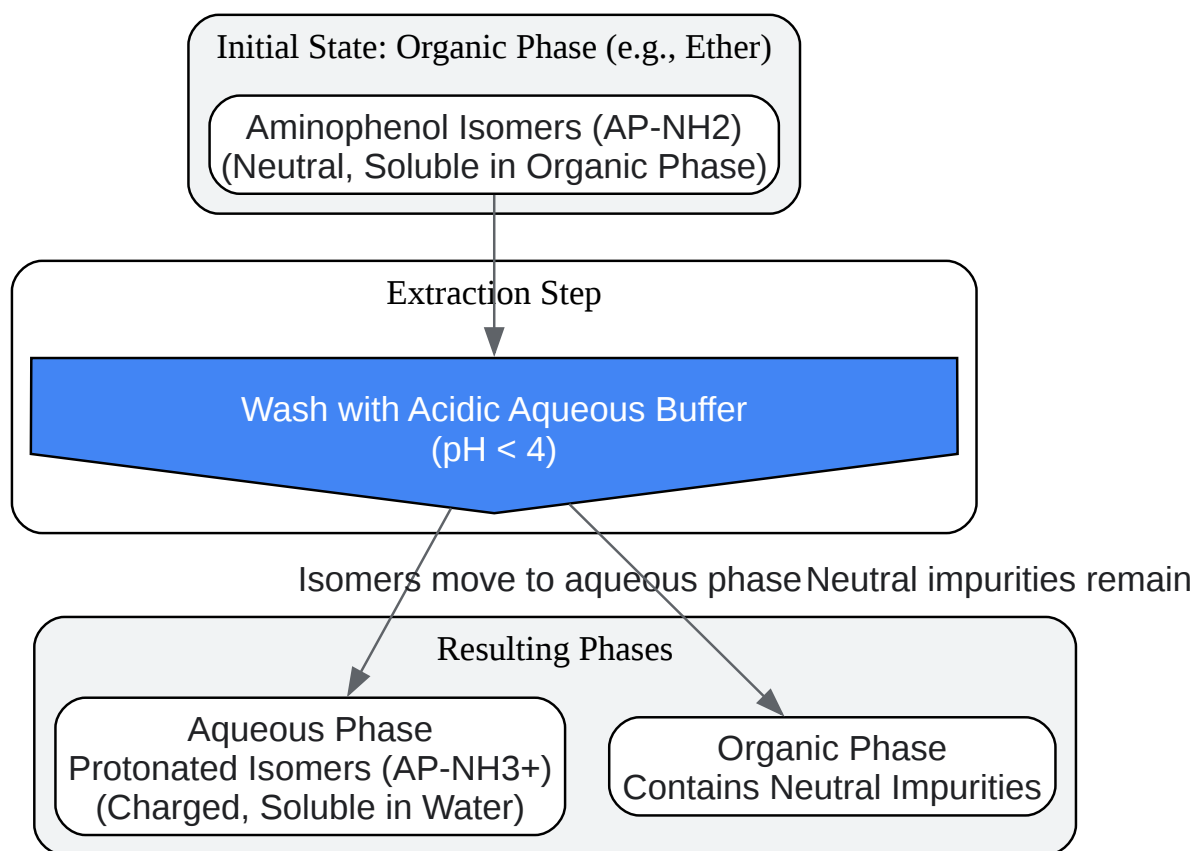 Initial State: Organic Phase (e.g., Ether)
Aminophenol Isomers (AP-NH2)
(Neutral, Soluble in Organic Phase)
Extraction Step
Wash with Acidic Aqueous Buffer
(pH < 4)
Isomers move to aqueous phase
Neutral impurities remain
Resulting Phases
Aqueous Phase
Protonated Isomers (AP-NH3+)
(Charged, Soluble in Water)
Organic Phase
Contains Neutral Impurities